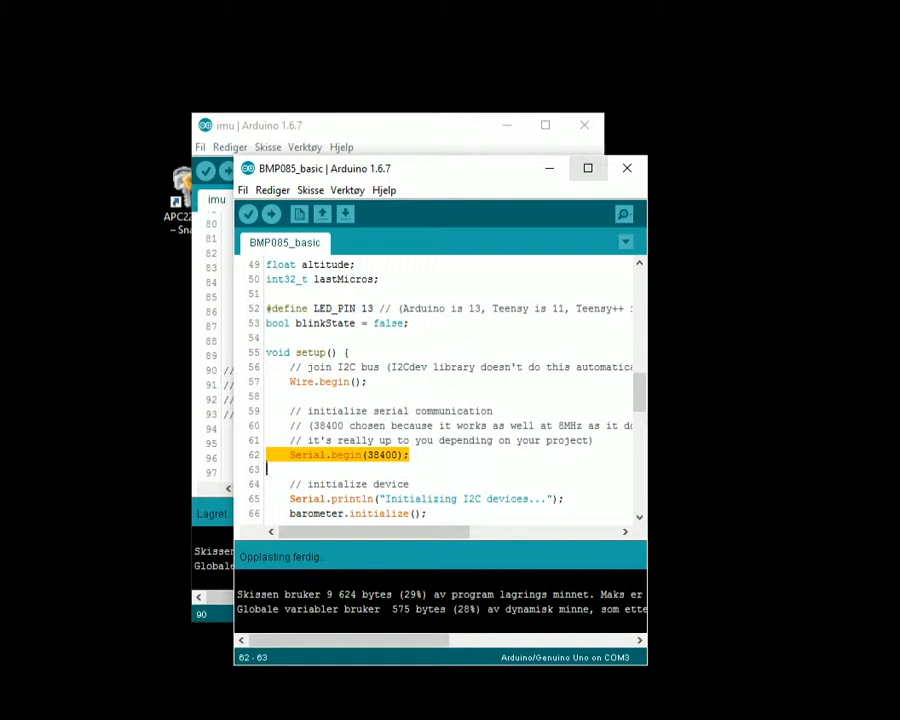 imu | Arduino 1.6.7
Fil Rediger Skisse Verktøy Hjelp
imu
80
81
82
83
84
85
86
87
88
89
90 //
91 //
92 //
93 //
94
95
96
97
Lagret
Skissen
Globale
90
APC22
– Sna
BMP085_basic | Arduino 1.6.7
Fil Rediger Skisse Verktøy Hjelp
BMP085_basic
49 float altitude;
50 int32_t lastMicros;
51
52 #define LED_PIN 13 // (Arduino is 13, Teensy is 11, Teensy++ i
53 bool blinkState = false;
54
55 void setup() {
56 // join I2C bus (I2Cdev library doesn't do this automatica
57 Wire.begin();
58
59 // initialize serial communication
60 // (38400 chosen because it works as well at 8MHz as it do
61 // it's really up to you depending on your project)
62 Serial.begin(38400);
63
64 // initialize device
65 Serial.println("Initializing I2C devices...");
66 barometer.initialize();
Opplasting ferdig.
Skissen bruker 9 624 bytes (29%) av program lagrings minnet. Maks er
Globale variabler bruker 575 bytes (28%) av dynamisk minne, som ette
62 - 63
Arduino/Genuino Uno on COM3